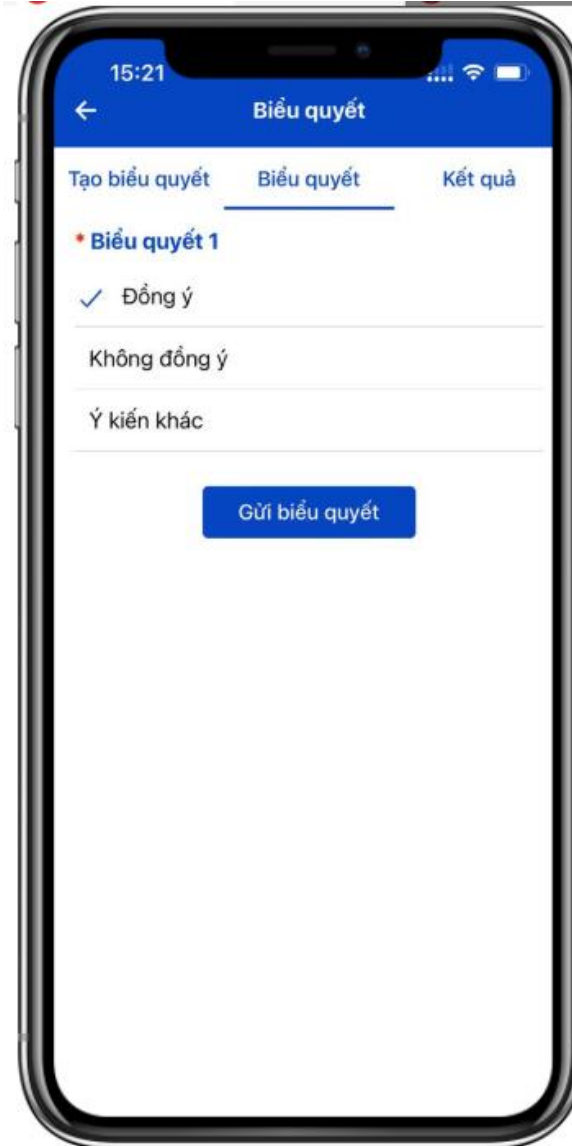 15:21
Biểu quyết
Tạo biểu quyết Biểu quyết Kết quả
* Biểu quyết 1
Đồng ý
Không đồng ý
Ý kiến khác
Gửi biểu quyết